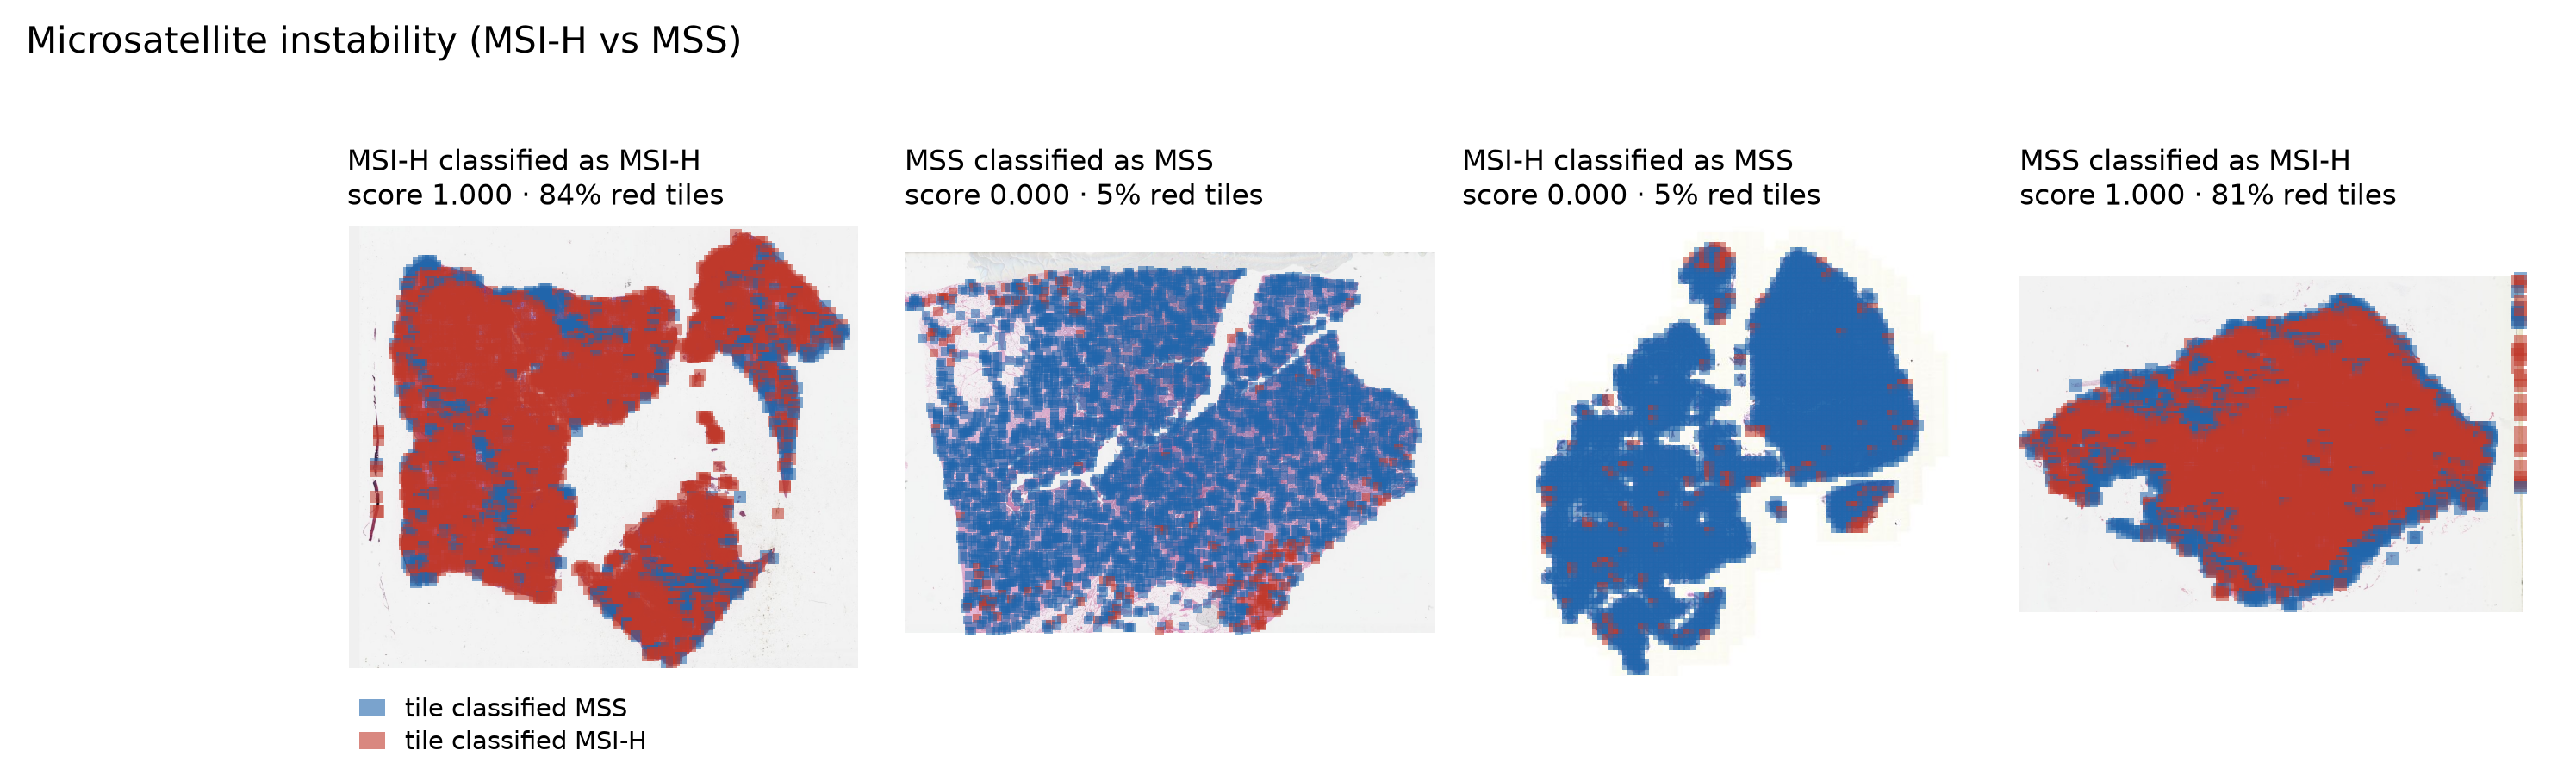 Microsatellite instability (MSI-H vs MSS)
MSI-H classified as MSI-H
score 1.000 · 84% red tiles
MSS classified as MSS
score 0.000 · 5% red tiles
MSI-H classified as MSS
score 0.000 · 5% red tiles
MSS classified as MSI-H
score 1.000 · 81% red tiles
tile classified MSS
tile classified MSI-H